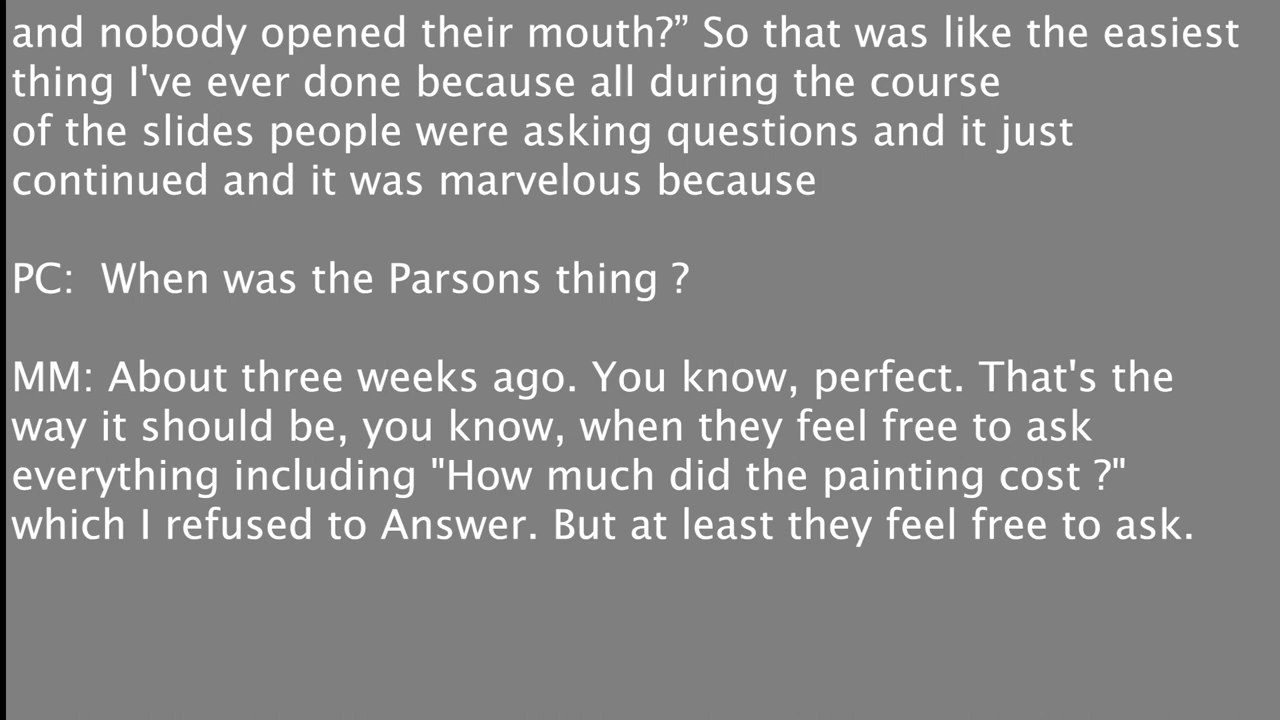 and nobody opened their mouth?” So that was like the easiest
thing I've ever done because all during the course
of the slides people were asking questions and it just
continued and it was marvelous because
PC:  When was the Parsons thing ?
MM: About three weeks ago. You know, perfect. That's the
way it should be, you know, when they feel free to ask
everything including "How much did the painting cost ?"
which I refused to Answer. But at least they feel free to ask.